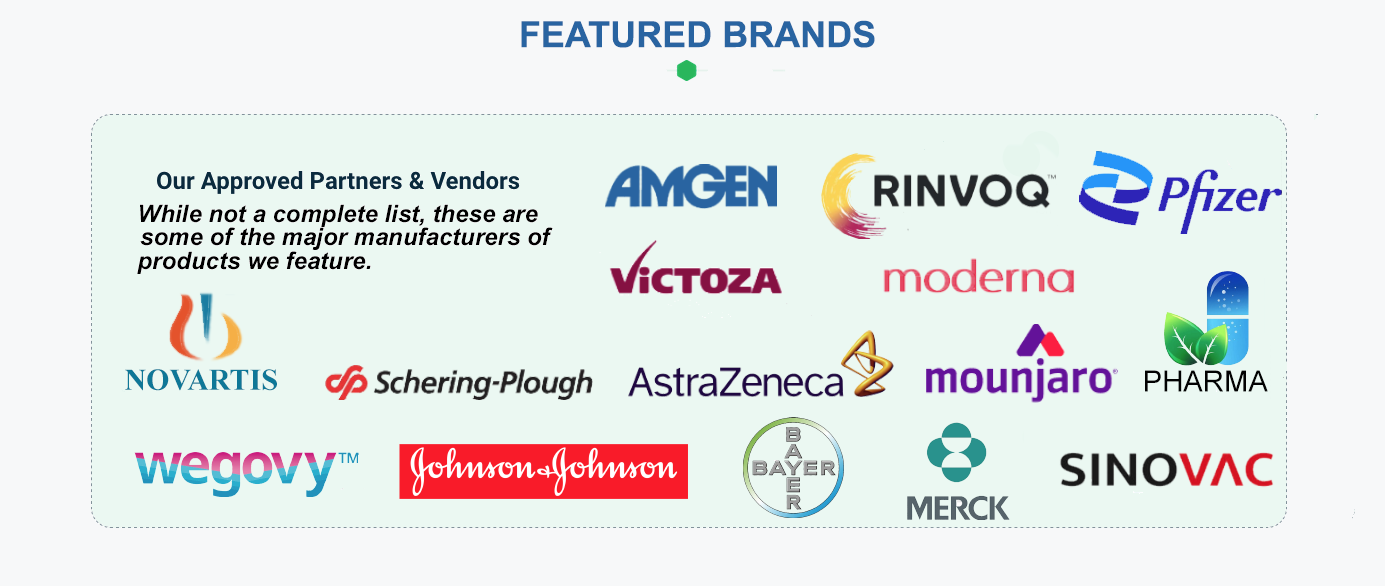 FEATURED BRANDS
Our Approved Partners & Vendors
While not a complete list, these are
some of the major manufacturers of
products we feature.
AMGEN
RINVOQ™
Pfizer
VICTOZA
moderna
NOVARTIS
Schering-Plough
AstraZeneca
mounjaro®
PHARMA
wegovy™
Johnson & Johnson
BAYER
BAYER
MERCK
SINOVAC